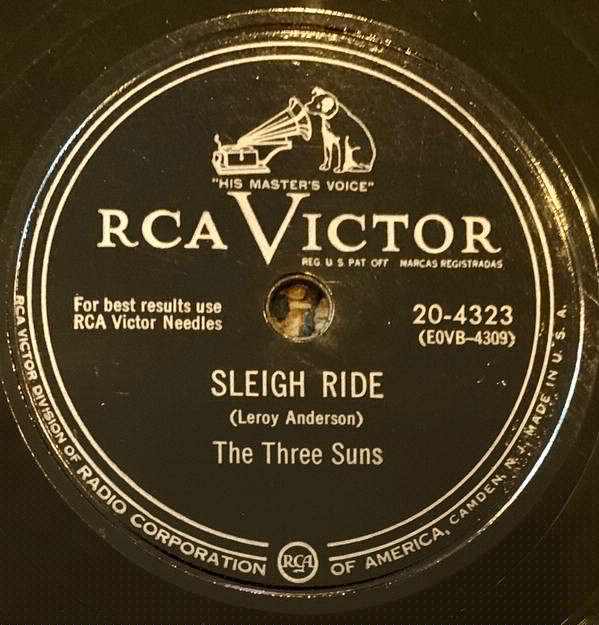 "HIS MASTER'S VOICE"
RCA VICTOR
REG. U S PAT OFF MARCAS REGISTRADAS
For best results use
RCA Victor Needles
20-4323
(E0VB-4309)
SLEIGH RIDE
(Leroy Anderson)
The Three Suns
RCA VICTOR DIVISION OF RADIO CORPORATION OF AMERICA, CAMDEN, N. J. MADE IN U. S. A.
RCA